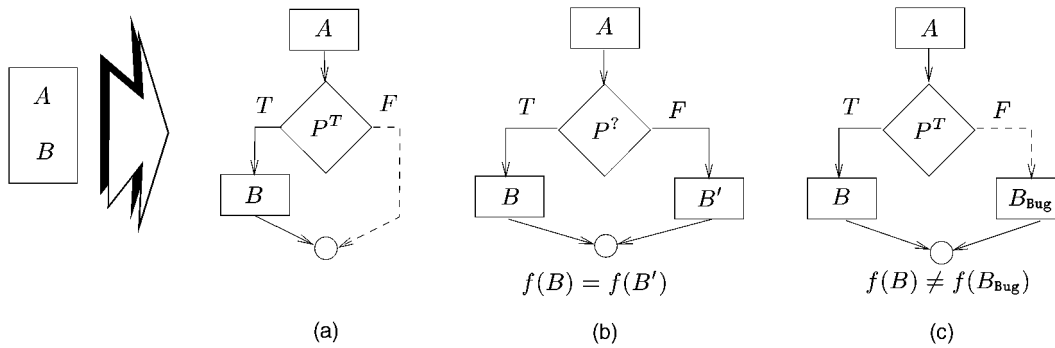 A
B
A
T
F
P^T
B
(a)
A
T
F
P^?
B
B′
f(B) = f(B′)
(b)
A
T
F
P^T
B
B_Bug
f(B) ≠ f(B_Bug)
(c)